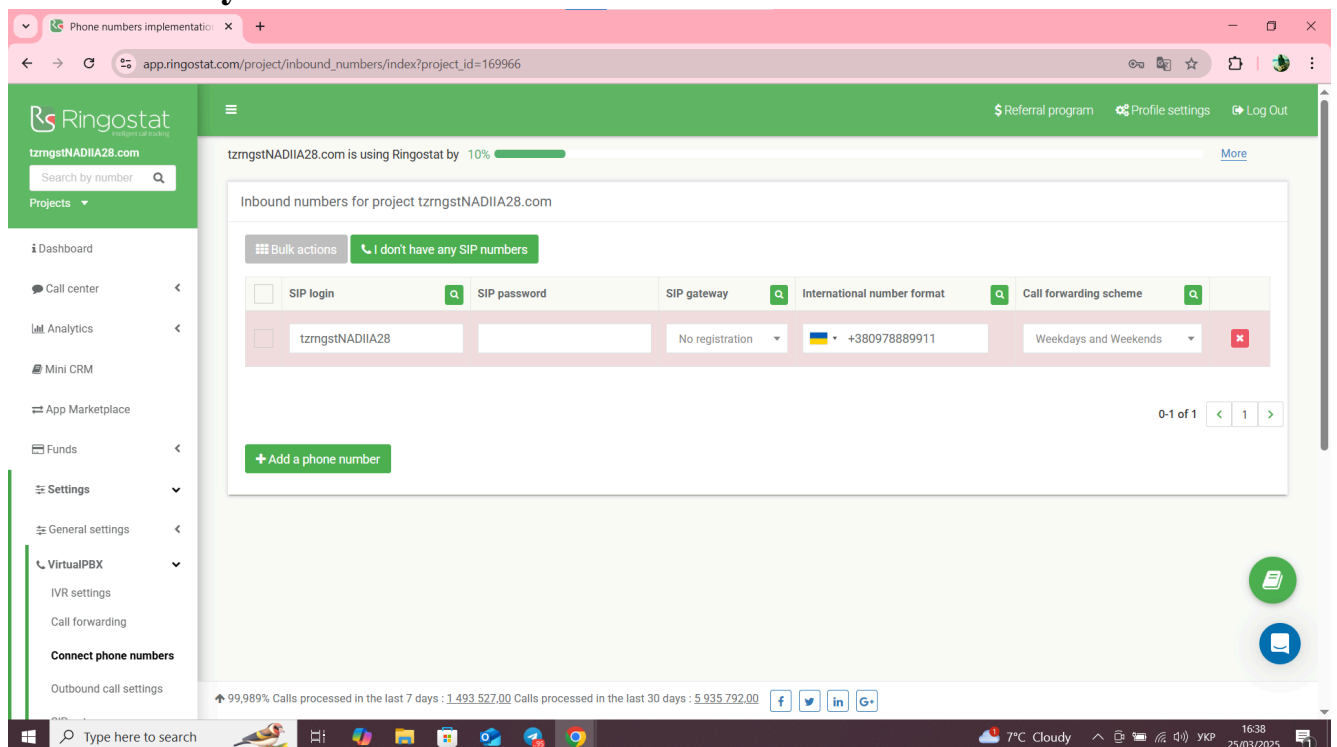 Phone numbers implementatio
app.ringostat.com/project/inbound_numbers/index?project_id=169966
Ringostat
intelligent call tracking
$ Referral program Profile settings Log Out
tzrngstNADIIA28.com
Search by number
Projects
tzrngstNADIIA28.com is using Ringostat by 10% More
Inbound numbers for project tzrngstNADIIA28.com
i Dashboard
Call center
Analytics
Mini CRM
App Marketplace
Funds
Settings
General settings
VirtualPBX
IVR settings
Call forwarding
Connect phone numbers
Outbound call settings
Bulk actions I don't have any SIP numbers
SIP login SIP password SIP gateway International number format Call forwarding scheme
tzrngstNADIIA28 No registration +380978889911 Weekdays and Weekends
0-1 of 1 < 1 >
+ Add a phone number
99,989% Calls processed in the last 7 days : 1 493 527,00 Calls processed in the last 30 days : 5 935 792,00
f in G+
Type here to search
7°C Cloudy УКР 16:38
25/03/2025